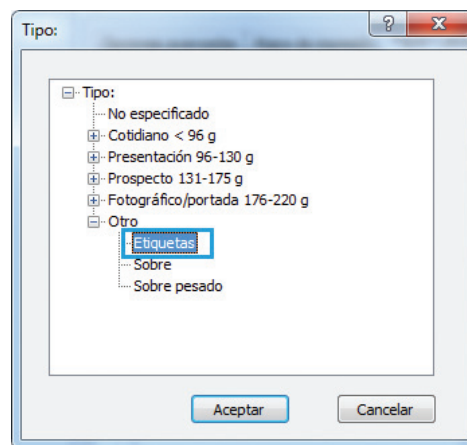 Tipo:
Tipo:
No especificado
Cotidiano < 96 g
Presentación 96-130 g
Prospecto 131-175 g
Fotográfico/portada 176-220 g
Otro
Etiquetas
Sobre
Sobre pesado
Aceptar
Cancelar